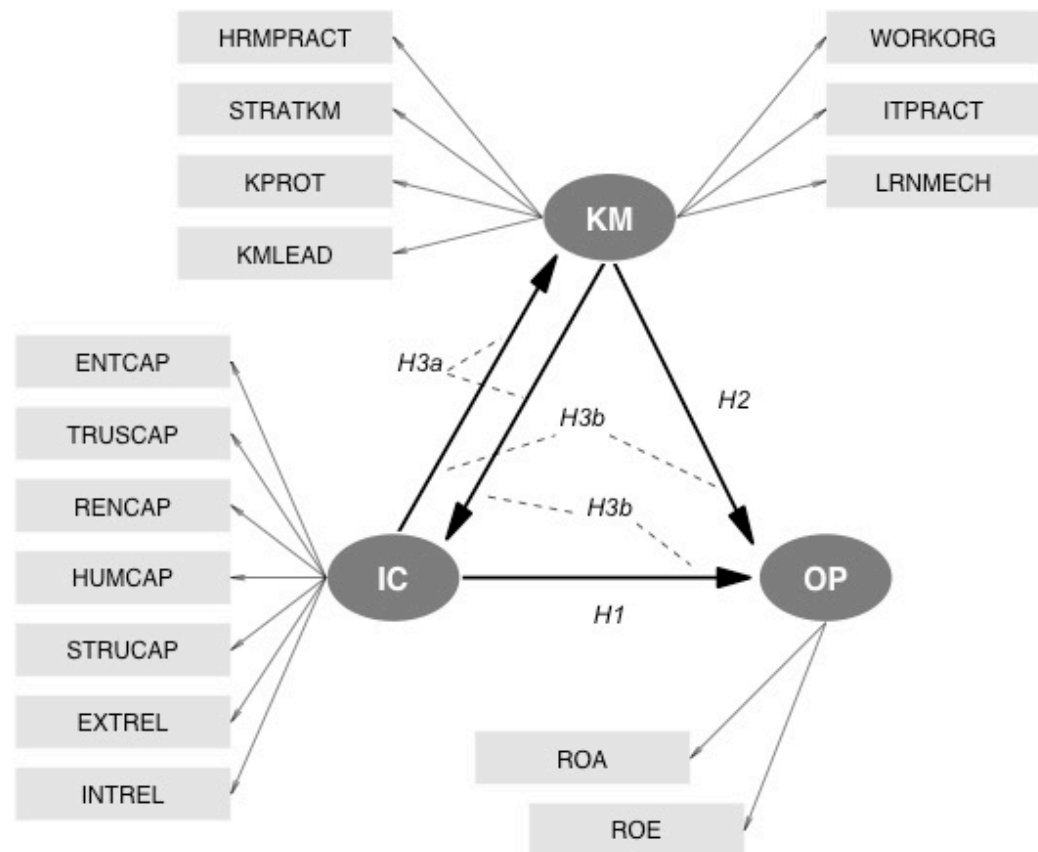 HRMPRACT
WORKORG
STRATKM
ITPRACT
KPROT
LRNMECH
KM
KMLEAD
ENTCAP
H3a
H2
TRUSCAP
H3b
RENCAP
H3b
HUMCAP
IC
OP
H1
STRUCAP
EXTREL
ROA
INTREL
ROE